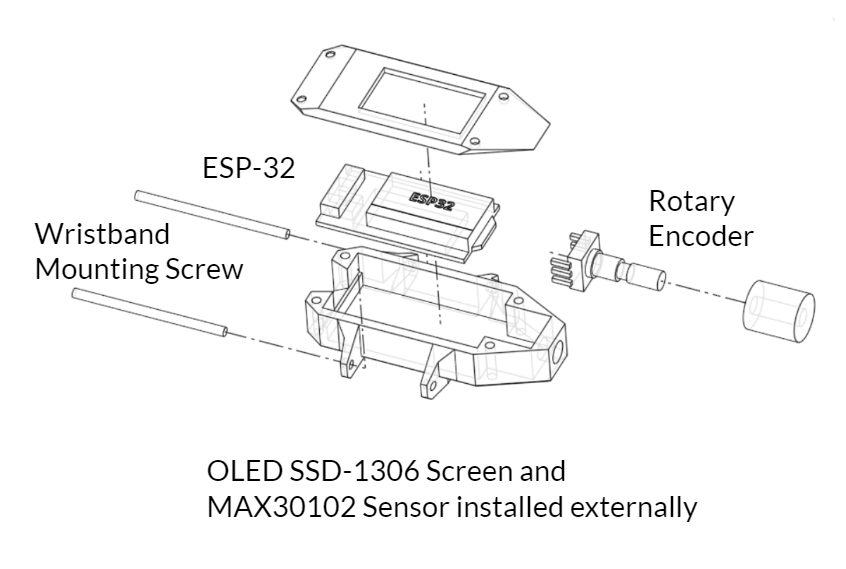 ESP-32
ESP32
Rotary
Encoder
Wristband
Mounting Screw
OLED SSD-1306 Screen and
MAX30102 Sensor installed externally